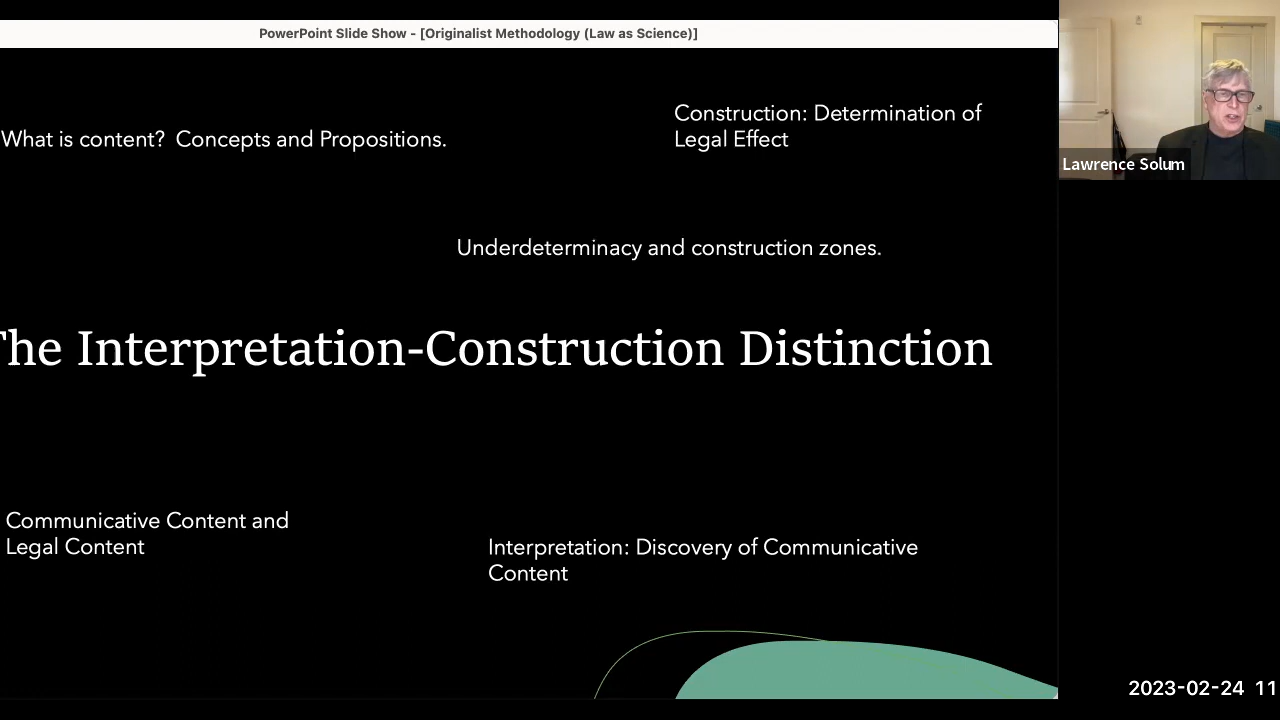 PowerPoint Slide Show - [Originalist Methodology (Law as Science)]
What is content?  Concepts and Propositions.
Construction: Determination of
Legal Effect
Underdeterminacy and construction zones.
The Interpretation-Construction Distinction
Communicative Content and
Legal Content
Interpretation: Discovery of Communicative
Content
Lawrence Solum
2023-02-24 11